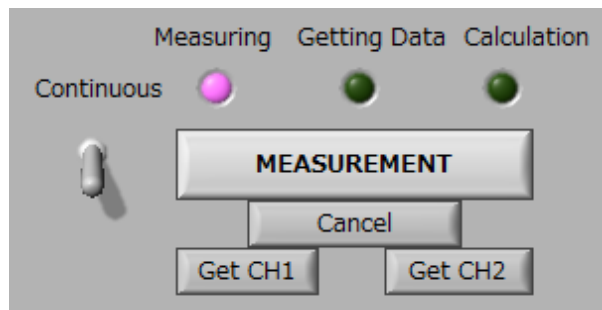 Measuring Getting Data Calculation
Continuous
MEASUREMENT
Cancel
Get CH1 Get CH2